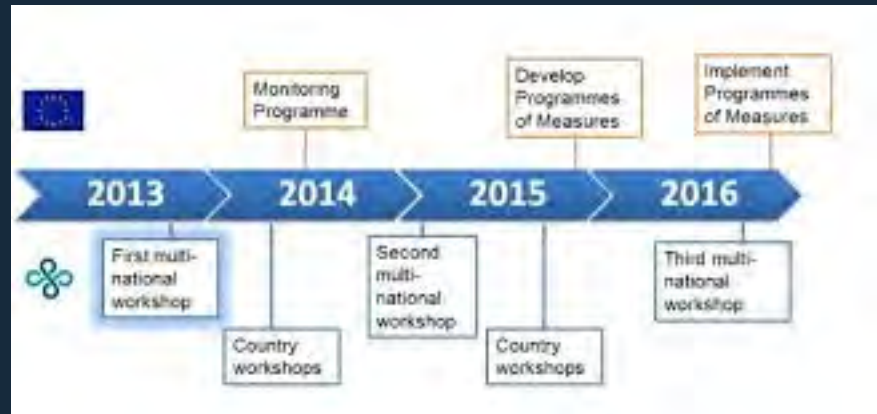 Monitoring
Programme
Develop
Programmes
of Measures
Implement
Programmes
of Measures
2013
2014
2015
2016
First multi-
national
workshop
Country
workshops
Second
multi-
national
workshop
Country
workshops
Third multi-
national
workshop